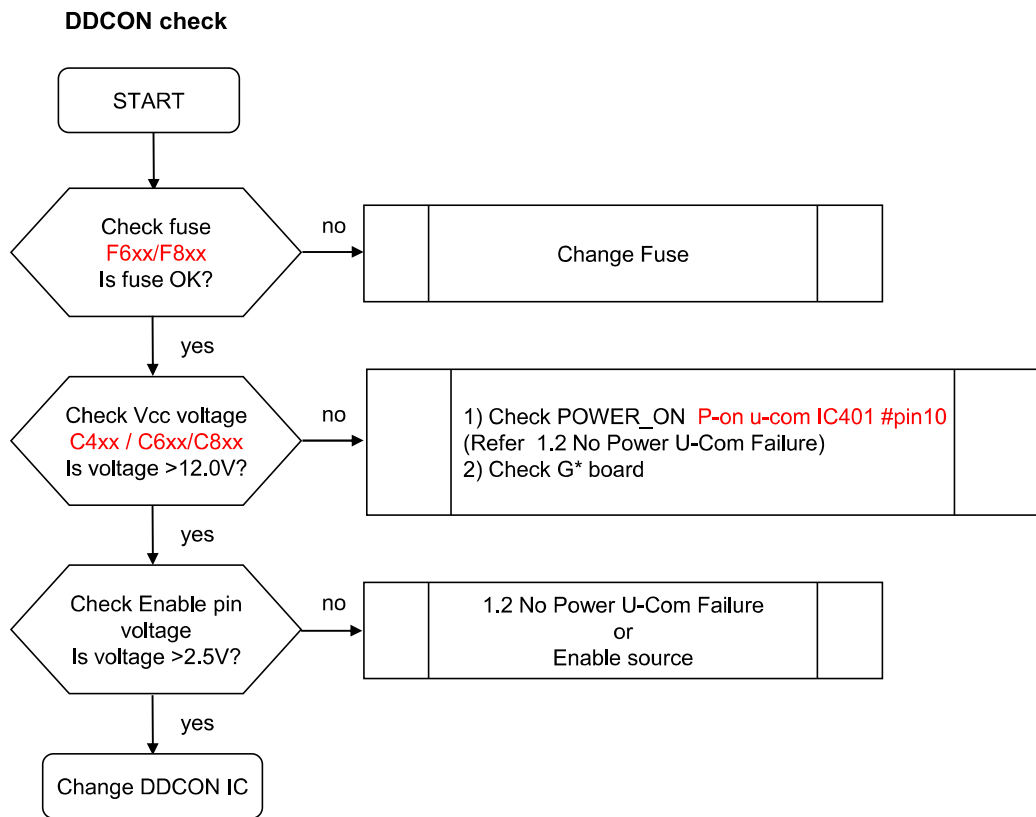 DDCON check
START
Check fuse
F6xx/F8xx
Is fuse OK?
no
Change Fuse
yes
Check Vcc voltage
C4xx / C6xx/C8xx
Is voltage >12.0V?
no
1) Check POWER_ON P-on u-com IC401 #pin10
(Refer 1.2 No Power U-Com Failure)
2) Check G* board
yes
Check Enable pin
voltage
Is voltage >2.5V?
no
1.2 No Power U-Com Failure
or
Enable source
yes
Change DDCON IC